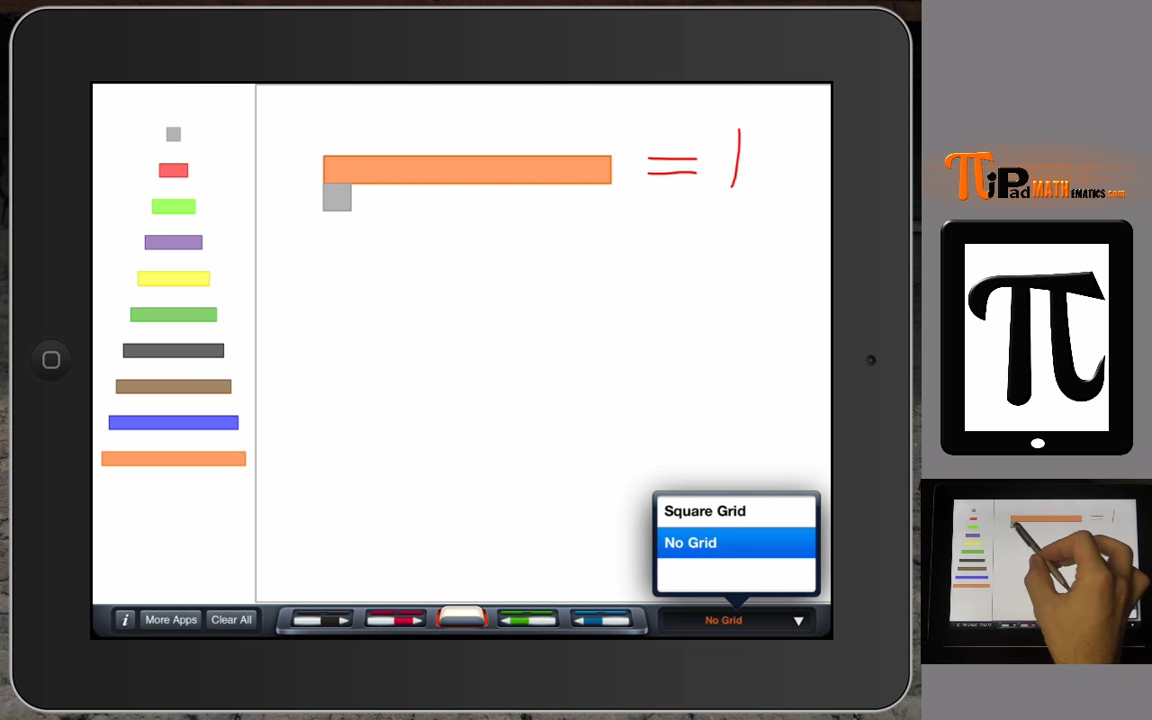 = 1
Square Grid
No Grid
i
More Apps
Clear All
No Grid
π iPad MATHEMATICS.com
π